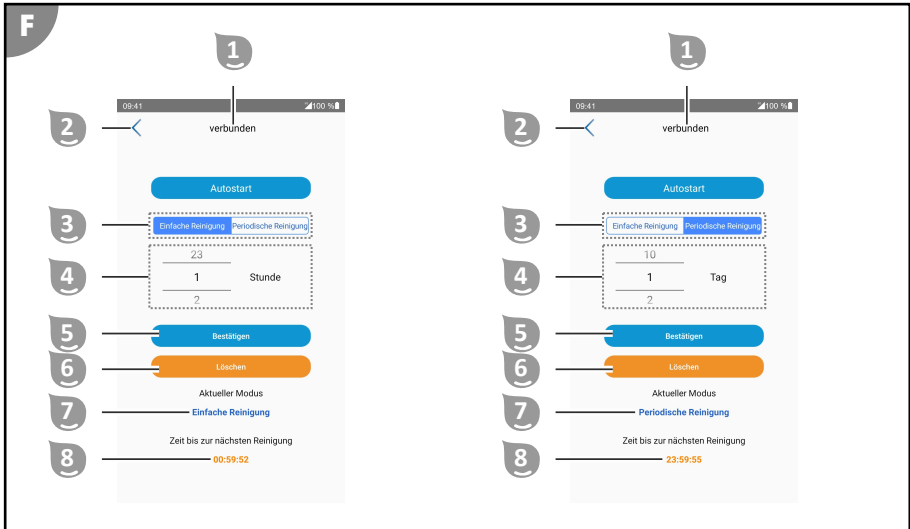 F
1
09:41 100 %
2
verbunden
Autostart
3
Einfache Reinigung Periodische Reinigung
23
4
1 Stunde
2
5
Bestätigen
6
Löschen
Aktueller Modus
7
Einfache Reinigung
Zeit bis zur nächsten Reinigung
8
00:59:52
1
09:41 100 %
2
verbunden
Autostart
3
Einfache Reinigung Periodische Reinigung
10
4
1 Tag
2
5
Bestätigen
6
Löschen
Aktueller Modus
7
Periodische Reinigung
Zeit bis zur nächsten Reinigung
8
23:59:55